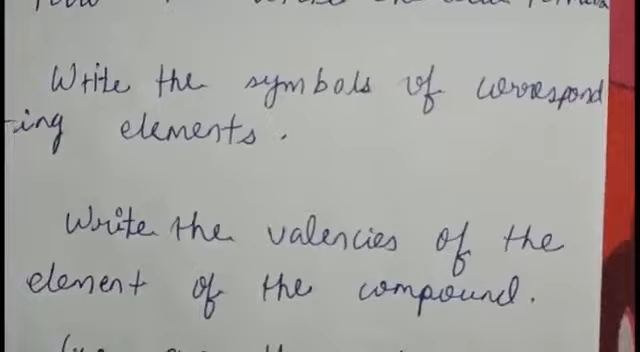 Write the symbols of correspond
-ing elements.
Write the valencies of the
element of the compound.